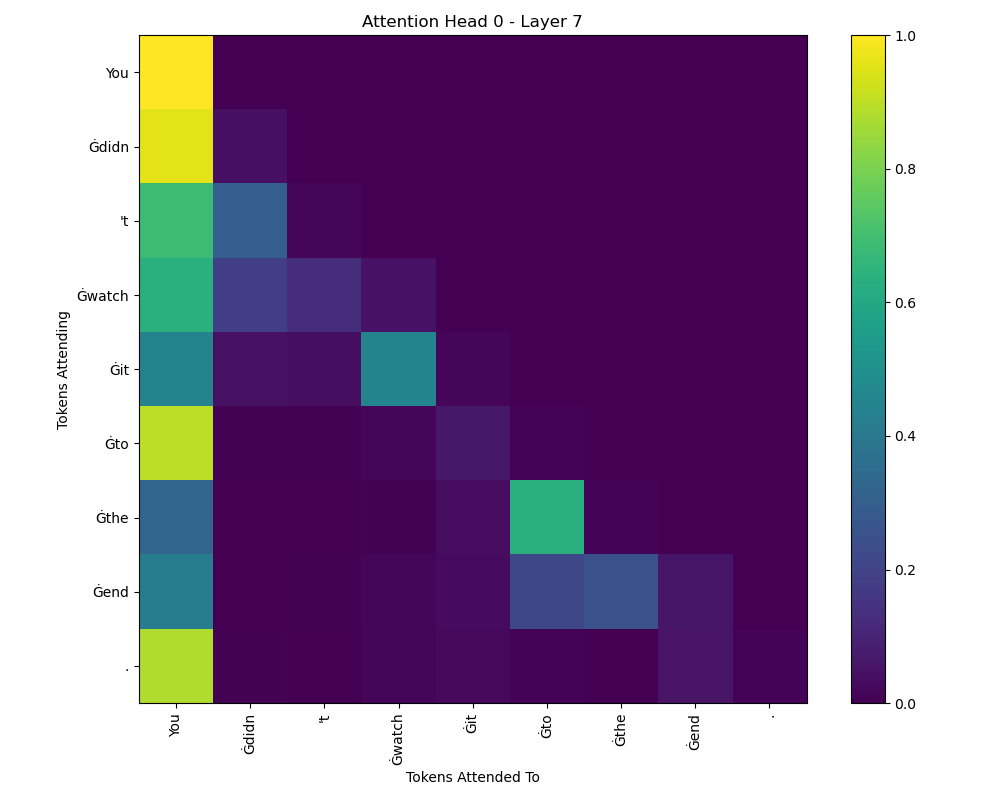 Attention Head 0 - Layer 7
You
Ġdidn
't
Ġwatch
Ġit
Ġto
Ġthe
Ġend
.
Tokens Attending
You
Ġdidn
't
Ġwatch
Ġit
Ġto
Ġthe
Ġend
.
Tokens Attended To
1.0
0.8
0.6
0.4
0.2
0.0